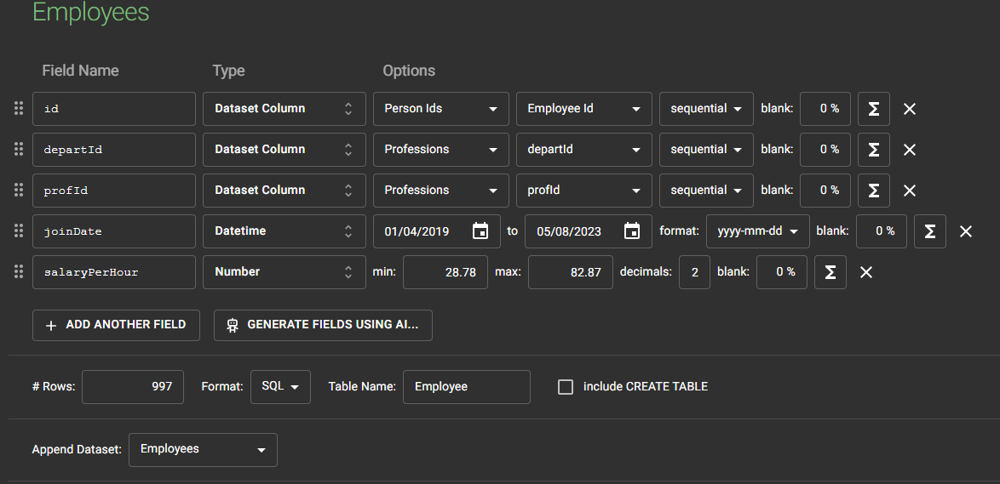 Employees
Field Name Type Options
id Dataset Column Person Ids Employee Id sequential blank: 0 % Σ
departId Dataset Column Professions departId sequential blank: 0 % Σ
profId Dataset Column Professions profId sequential blank: 0 % Σ
joinDate Datetime 01/04/2019 to 05/08/2023 format: yyyy-mm-dd blank: 0 % Σ
salaryPerHour Number min: 28.78 max: 82.87 decimals: 2 blank: 0 % Σ
+ ADD ANOTHER FIELD GENERATE FIELDS USING AI...
# Rows: 997 Format: SQL Table Name: Employee include CREATE TABLE
Append Dataset: Employees